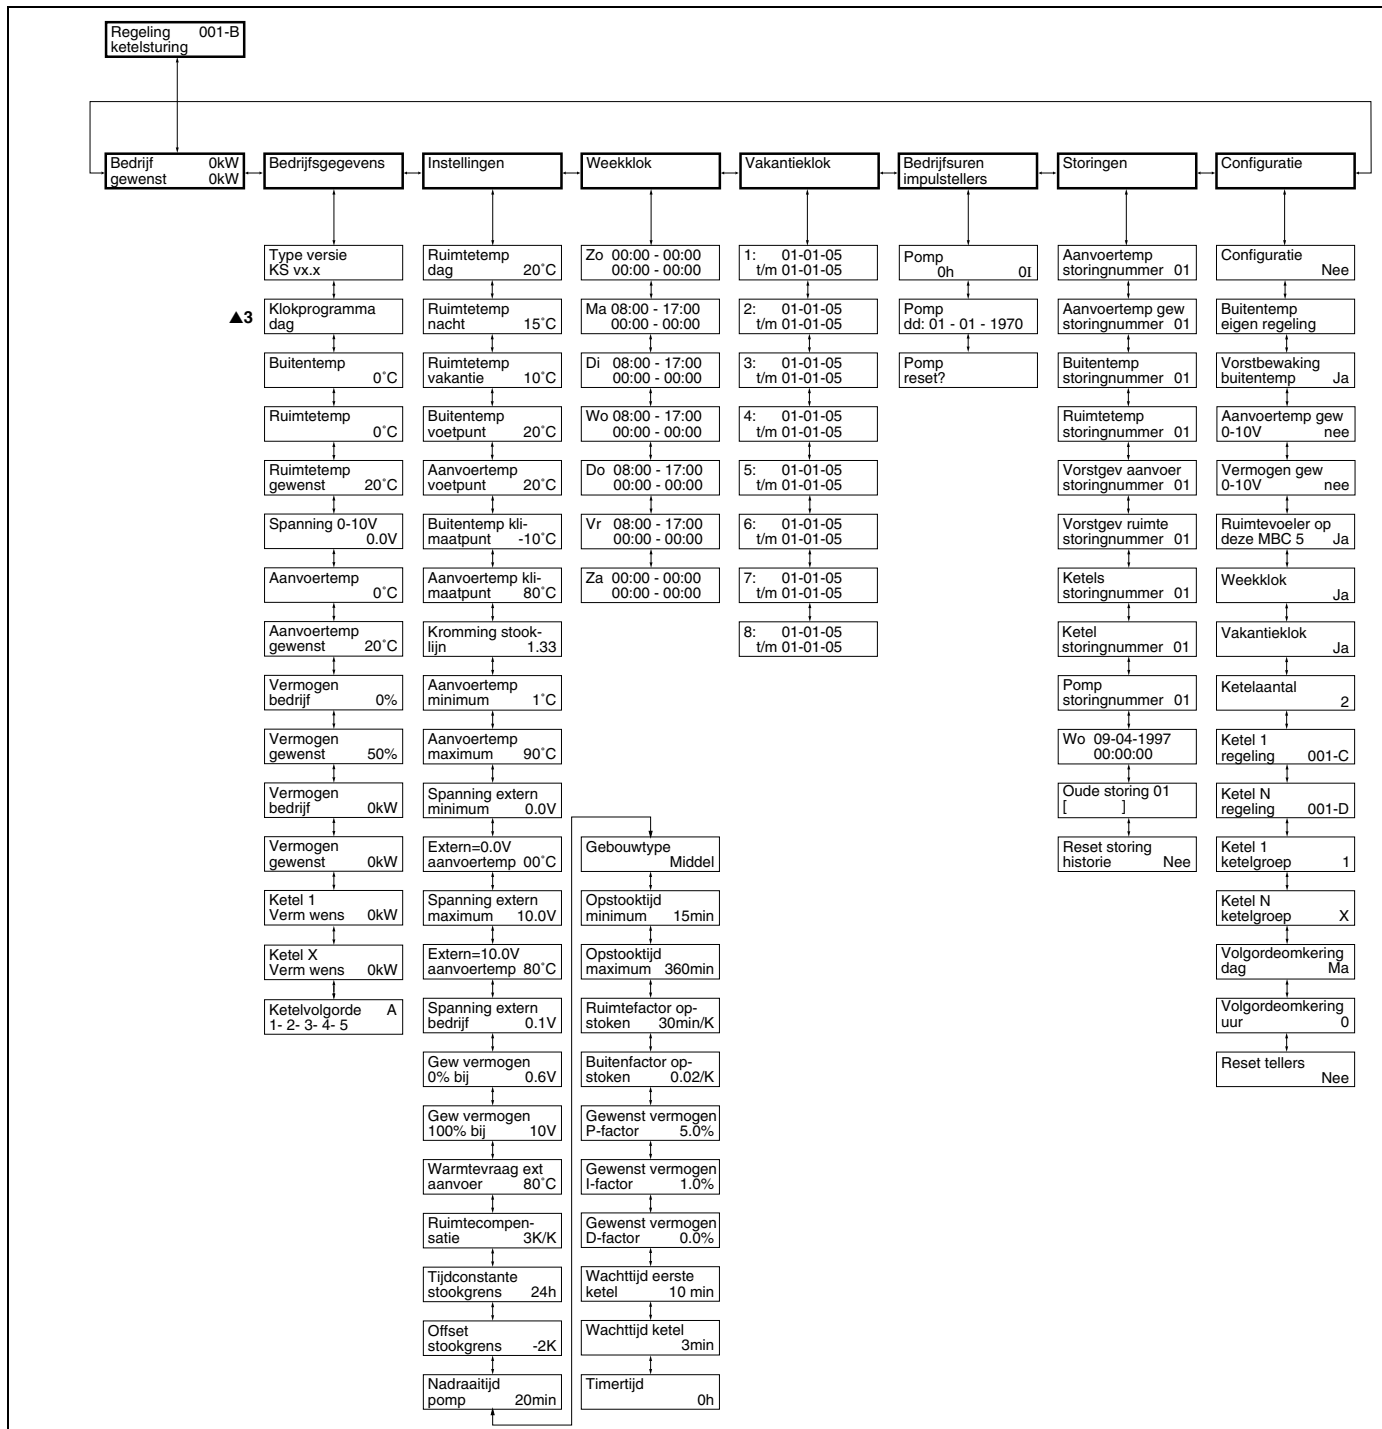 Regeling 001-B
ketelsturing
Bedrijf 0kW
gewenst 0kW
Bedrijfsgegevens
Instellingen
Weekklok
Vakantieklok
Bedrijfsuren
impulstellers
Storingen
Configuratie
Type versie
KS vx.x
▲3
Klokprogramma
dag
Buitentemp
0°C
Ruimtetemp
0°C
Ruimtetemp
gewenst 20°C
Spanning 0-10V
0.0V
Aanvoertemp
0°C
Aanvoertemp
gewenst 20°C
Vermogen
bedrijf 0%
Vermogen
gewenst 50%
Vermogen
bedrijf 0kW
Vermogen
gewenst 0kW
Ketel 1
Verm wens 0kW
Ketel X
Verm wens 0kW
Ketelvolgorde A
1- 2- 3- 4- 5
Ruimtetemp
dag 20°C
Ruimtetemp
nacht 15°C
Ruimtetemp
vakantie 10°C
Buitentemp
voetpunt 20°C
Aanvoertemp
voetpunt 20°C
Buitentemp kli-
maatpunt -10°C
Aanvoertemp kli-
maatpunt 80°C
Kromming stook-
lijn 1.33
Aanvoertemp
minimum 1°C
Aanvoertemp
maximum 90°C
Spanning extern
minimum 0.0V
Extern=0.0V
aanvoertemp 00°C
Spanning extern
maximum 10.0V
Extern=10.0V
aanvoertemp 80°C
Spanning extern
bedrijf 0.1V
Gew vermogen
0% bij 0.6V
Gew vermogen
100% bij 10V
Warmtevraag ext
aanvoer 80°C
Ruimtecompen-
satie 3K/K
Tijdconstante
stookgrens 24h
Offset
stookgrens -2K
Nadraaitijd
pomp 20min
Gebouwtype
Middel
Opstooktijd
minimum 15min
Opstooktijd
maximum 360min
Ruimtefactor op-
stoken 30min/K
Buitenfactor op-
stoken 0.02/K
Gewenst vermogen
P-factor 5.0%
Gewenst vermogen
I-factor 1.0%
Gewenst vermogen
D-factor 0.0%
Wachttijd eerste
ketel 10 min
Wachttijd ketel
3min
Timertijd
0h
Zo 00:00 - 00:00
00:00 - 00:00
Ma 08:00 - 17:00
00:00 - 00:00
Di 08:00 - 17:00
00:00 - 00:00
Wo 08:00 - 17:00
00:00 - 00:00
Do 08:00 - 17:00
00:00 - 00:00
Vr 08:00 - 17:00
00:00 - 00:00
Za 00:00 - 00:00
00:00 - 00:00
1: 01-01-05
t/m 01-01-05
2: 01-01-05
t/m 01-01-05
3: 01-01-05
t/m 01-01-05
4: 01-01-05
t/m 01-01-05
5: 01-01-05
t/m 01-01-05
6: 01-01-05
t/m 01-01-05
7: 01-01-05
t/m 01-01-05
8: 01-01-05
t/m 01-01-05
Pomp
0h 0I
Pomp
dd: 01 - 01 - 1970
Pomp
reset?
Aanvoertemp
storingnummer 01
Aanvoertemp gew
storingnummer 01
Buitentemp
storingnummer 01
Ruimtetemp
storingnummer 01
Vorstgev aanvoer
storingnummer 01
Vorstgev ruimte
storingnummer 01
Ketels
storingnummer 01
Ketel
storingnummer 01
Pomp
storingnummer 01
Wo 09-04-1997
00:00:00
Oude storing 01
[ ]
Reset storing
historie Nee
Configuratie
Nee
Buitentemp
eigen regeling
Vorstbewaking
buitentemp Ja
Aanvoertemp gew
0-10V nee
Vermogen gew
0-10V nee
Ruimtevoeler op
deze MBC 5 Ja
Weekklok
Ja
Vakantieklok
Ja
Ketelaantal
2
Ketel 1
regeling 001-C
Ketel N
regeling 001-D
Ketel 1
ketelgroep 1
Ketel N
ketelgroep X
Volgordeomkering
dag Ma
Volgordeomkering
uur 0
Reset tellers
Nee